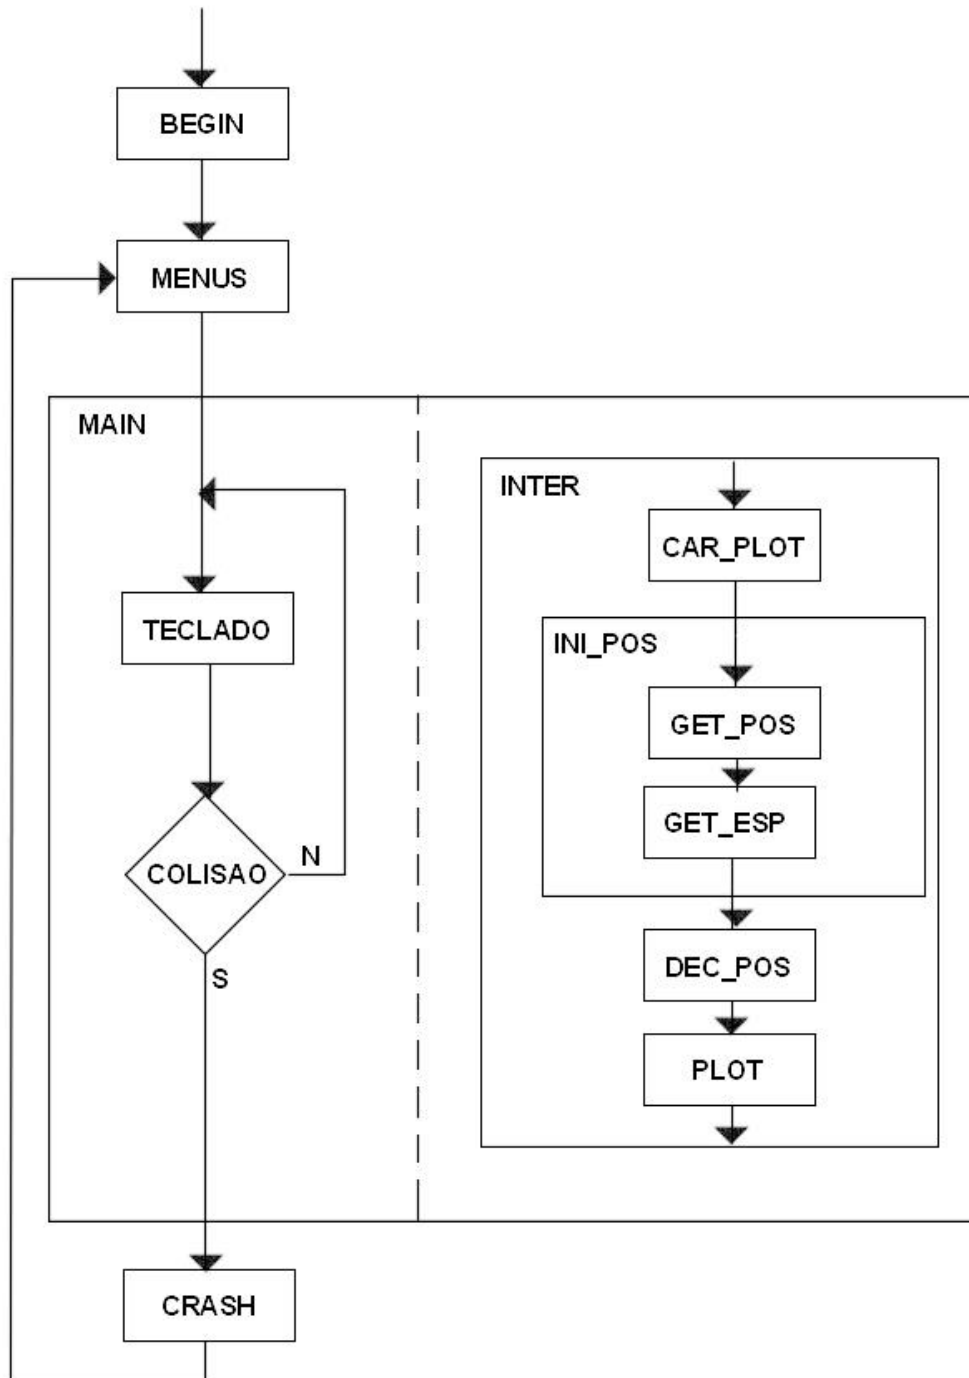 BEGIN
MENUS
MAIN
TECLADO
COLISAO
N
S
INTER
CAR_PLOT
INI_POS
GET_POS
GET_ESP
DEC_POS
PLOT
CRASH